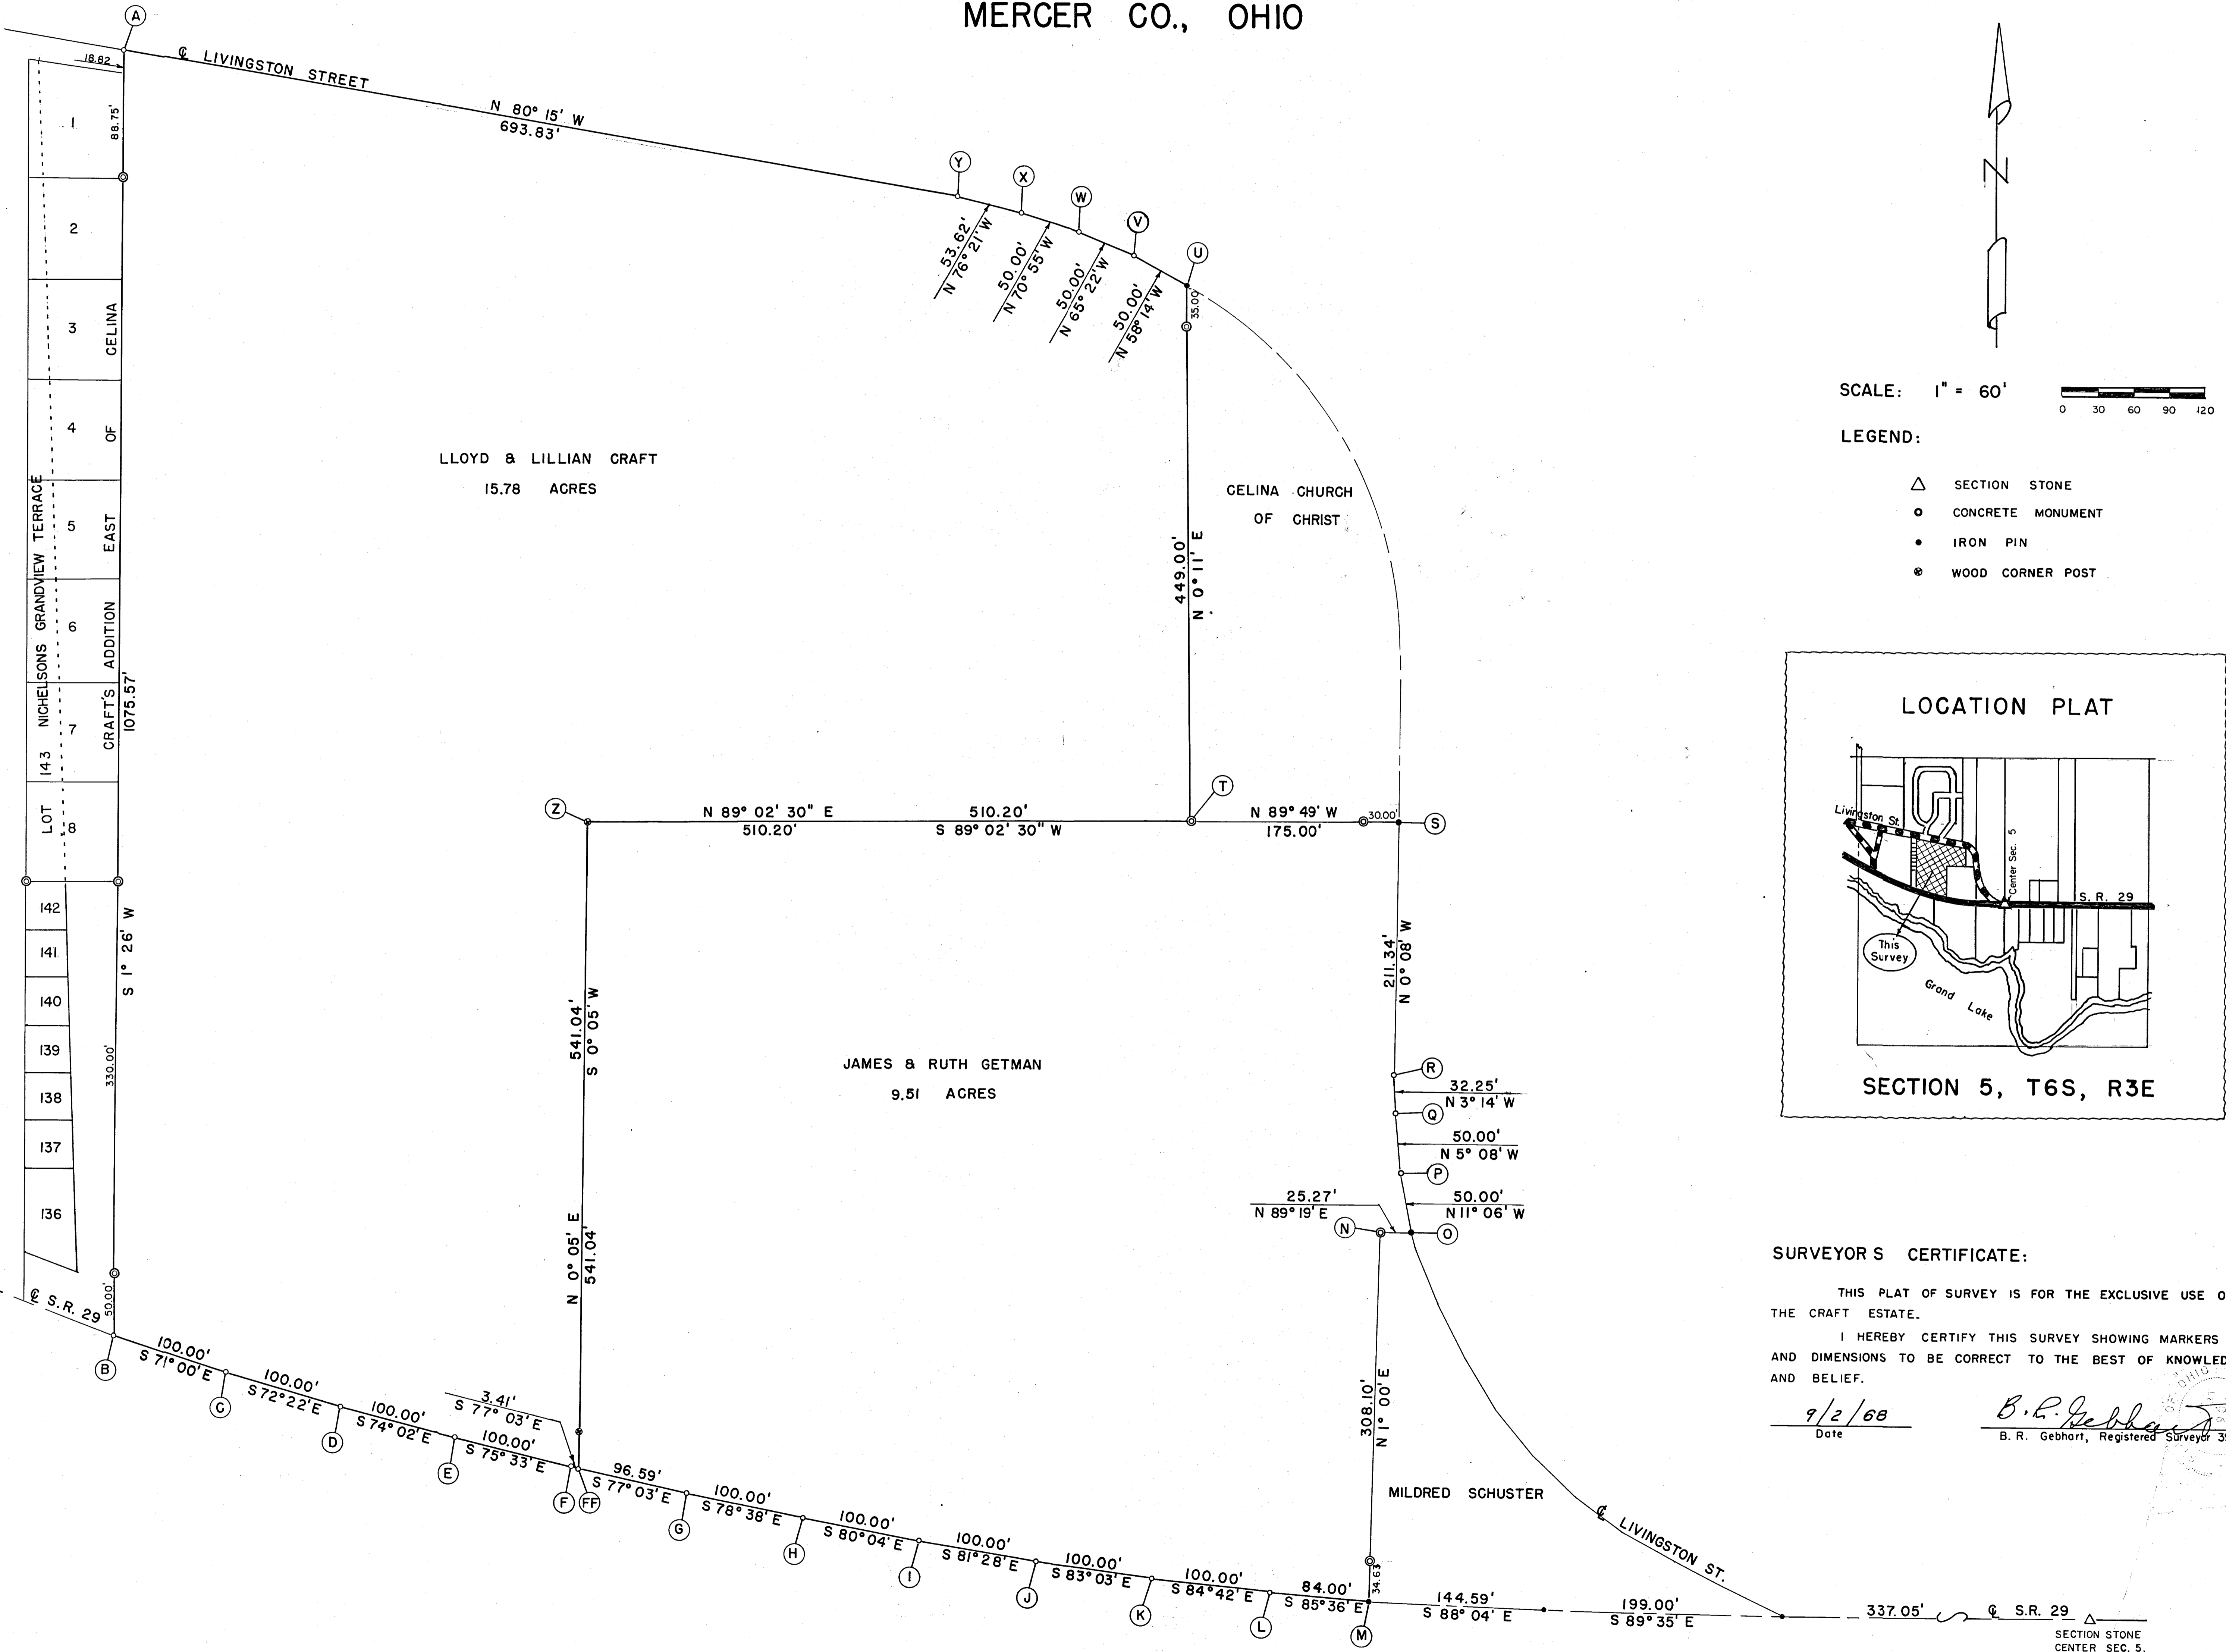 MERCER CO., OHIO
A
18.82
℄ LIVINGSTON STREET
88.75'
N 80° 15' W
693.83'
Y
X
W
V
U
53.62'
N 76° 21' W
50.00'
N 70° 55' W
50.00'
N 65° 22' W
50.00'
N 58° 14' W
35.00'
N
1
2
3
4
5
6
7
8
LOT 143 NICHELSONS GRANDVIEW TERRACE
CRAFT'S ADDITION EAST OF CELINA
1075.57'
S 1° 26' W
330.00'
50.00'
142
141
140
139
138
137
136
LLOYD & LILLIAN CRAFT
15.78 ACRES
CELINA CHURCH
OF CHRIST
449.00'
N 0° 11' E
SCALE: 1" = 60'
0 30 60 90 120
LEGEND:
SECTION STONE
CONCRETE MONUMENT
IRON PIN
WOOD CORNER POST
LOCATION PLAT
Livingston St.
Center Sec. 5
S. R. 29
This
Survey
Grand Lake
SECTION 5, T6S, R3E
Z
N 89° 02' 30" E 510.20'
510.20' S 89° 02' 30" W
T
N 89° 49' W
175.00'
30.00'
S
541.04'
S 0° 05' W
N 0° 05' E
541.04'
JAMES & RUTH GETMAN
9.51 ACRES
211.34'
N 0° 08' W
R
32.25'
N 3° 14' W
Q
50.00'
N 5° 08' W
P
50.00'
N 11° 06' W
25.27'
N 89° 19' E
N
O
308.10'
N 1° 00' E
34.63
MILDRED SCHUSTER
℄ LIVINGSTON ST.
SURVEYORS CERTIFICATE:
THIS PLAT OF SURVEY IS FOR THE EXCLUSIVE USE O
THE CRAFT ESTATE.
I HEREBY CERTIFY THIS SURVEY SHOWING MARKERS
AND DIMENSIONS TO BE CORRECT TO THE BEST OF KNOWLED
AND BELIEF.
9/2/68
Date
B. R. Gebhart
B. R. Gebhart, Registered Surveyor
OF OHIO
℄ S.R. 29
B
100.00'
S 71° 00' E
C
100.00'
S 72° 22' E
D
100.00'
S 74° 02' E
E
100.00'
S 75° 33' E
3.41'
S 77° 03' E
F
FF
96.59'
S 77° 03' E
G
100.00'
S 78° 38' E
H
100.00'
S 80° 04' E
I
100.00'
S 81° 28' E
J
100.00'
S 83° 03' E
K
100.00'
S 84° 42' E
L
84.00'
S 85° 36' E
M
144.59'
S 88° 04' E
199.00'
S 89° 35' E
337.05' ℄ S.R. 29
SECTION STONE
CENTER SEC. 5.